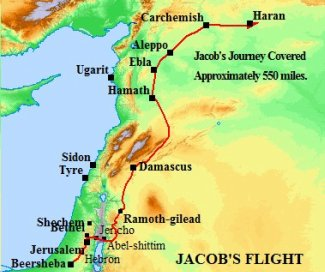 Carchemish
Haran
Aleppo
Jacob's Journey Covered
Ebla
Approximately 550 miles.
Ugarit
Hamath
Sidon
Tyre
Damascus
Shechem
Ramoth-gilead
Bethel
Jericho
Jerusalem
Abel-shittim
Hebron
Beersheba
JACOB'S FLIGHT